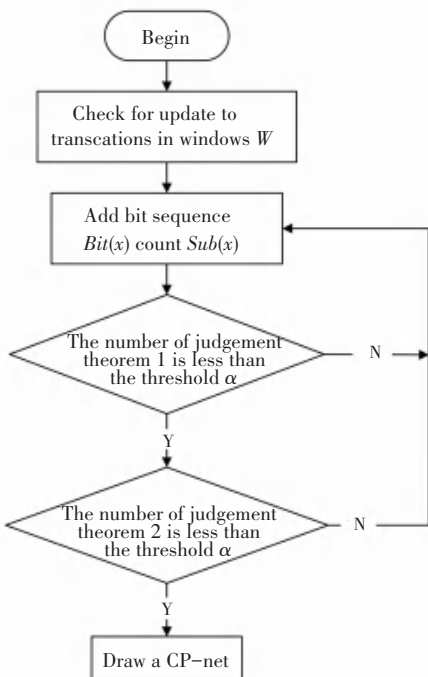 Begin
Check for update to
transcations in windows W
Add bit sequence
Bit(x) count Sub(x)
The number of judgement
theorem 1 is less than
the threshold α
N
Y
The number of judgement
theorem 2 is less than
the threshold α
N
Y
Draw a CP-net